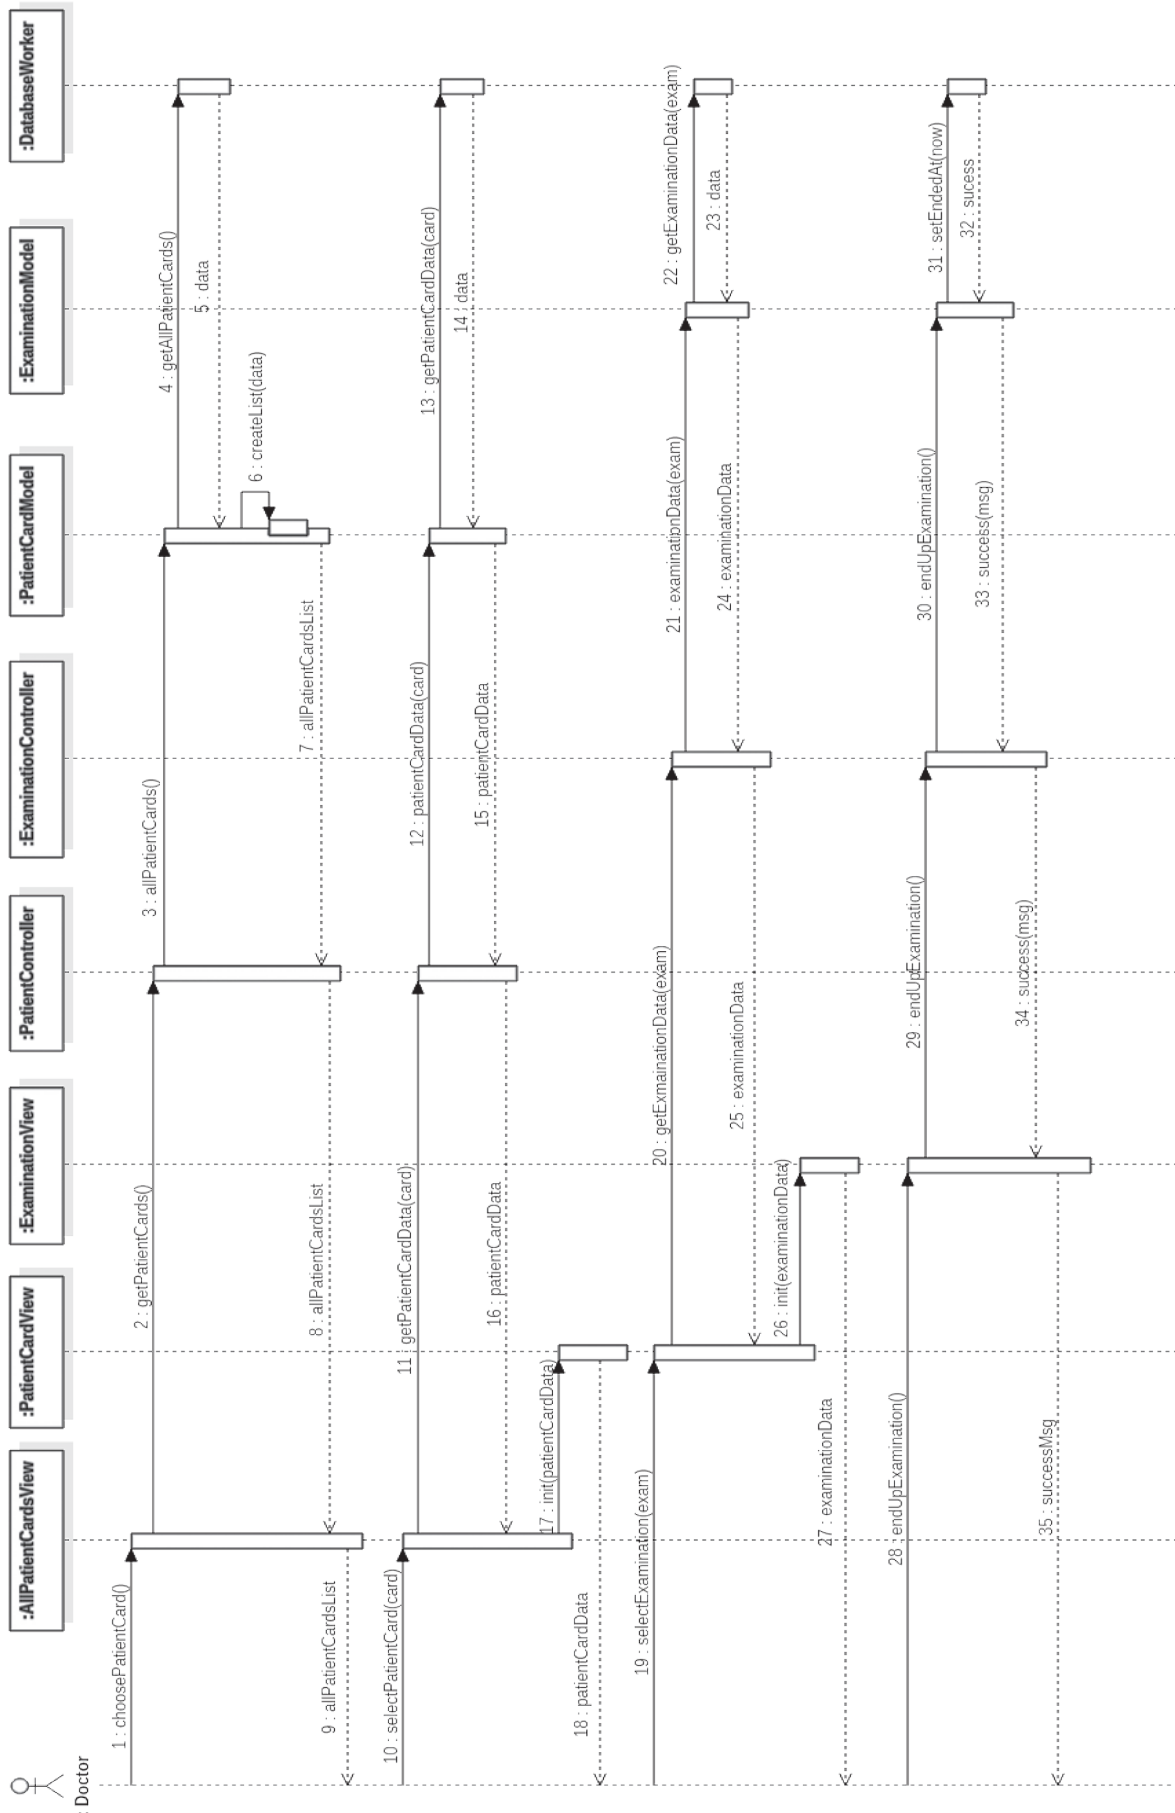 : Doctor
:AllPatientCardsView
:PatientCardView
:ExaminationView
:PatientController
:ExaminationController
:PatientCardModel
:ExaminationModel
:DatabaseWorker
1 : choosePatientCard()
2 : getPatientCards()
3 : allPatientCards()
4 : getAllPatientCards()
5 : data
6 : createList(data)
7 : allPatientCardsList
8 : allPatientCardsList
9 : allPatientCardsList
10 : selectPatientCard(card)
11 : getPatientCardData(card)
12 : patientCardData(card)
13 : getPatientCardData(card)
14 : data
15 : patientCardData
16 : patientCardData
17 : init(patientCardData)
18 : patientCardData
19 : selectExamination(exam)
20 : getExmainationData(exam)
21 : examinationData(exam)
22 : getExaminationData(exam)
23 : data
24 : examinationData
25 : examinationData
26 : init(examinationData)
27 : examinationData
28 : endUpExamination()
29 : endUpExamination()
30 : endUpExamination()
31 : setEndedAt(now)
32 : sucess
33 : success(msg)
34 : success(msg)
35 : successMsg